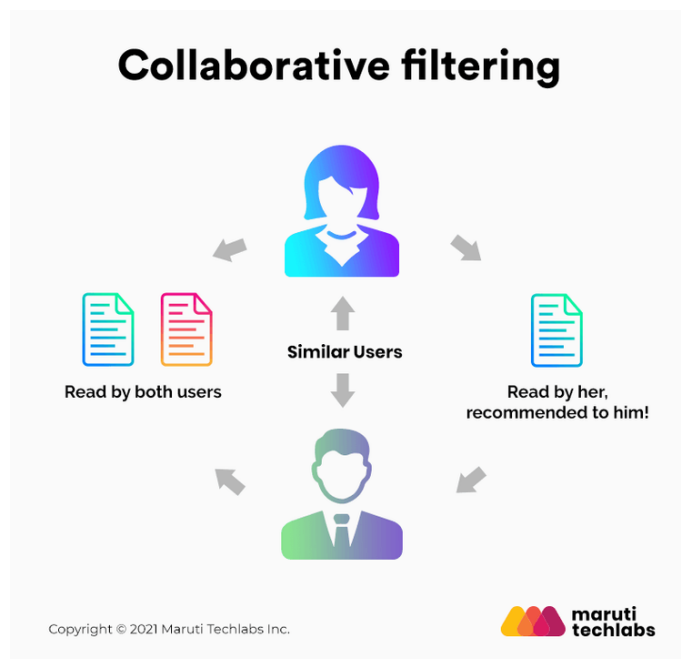 Collaborative filtering
Similar Users
Read by both users
Read by her,
recommended to him!
Copyright © 2021 Maruti Techlabs Inc.
maruti
techlabs